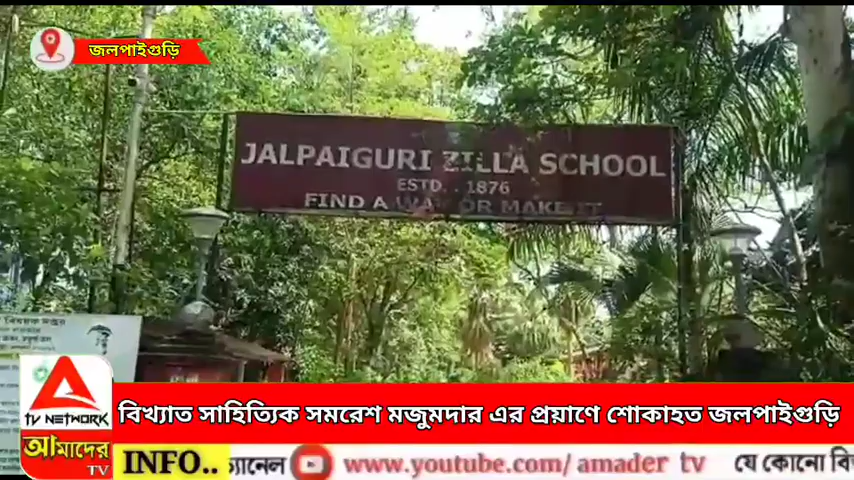 জলপাইগুড়ি
JALPAIGURI ZILLA SCHOOL
ESTD. : 1876
FIND A WAY OR MAKE IT
TV NETWORK
বিখ্যাত সাহিত্যিক সমরেশ মজুমদার এর প্রয়াণে শোকাহত জলপাইগুড়ি
আমাদের
TV
INFO..
চ্যানেল
www.youtube.com/amader tv
যে কোনো